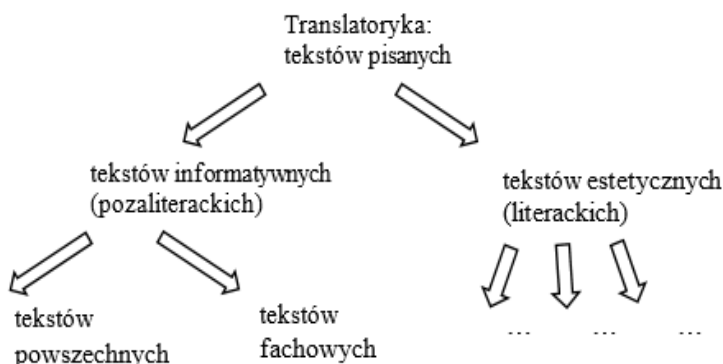 Translatoryka:
tekstów pisanych
tekstów informatywnych
(pozaliterackich)
tekstów estetycznych
(literackich)
tekstów
powszechnych
tekstów
fachowych
... ... ...